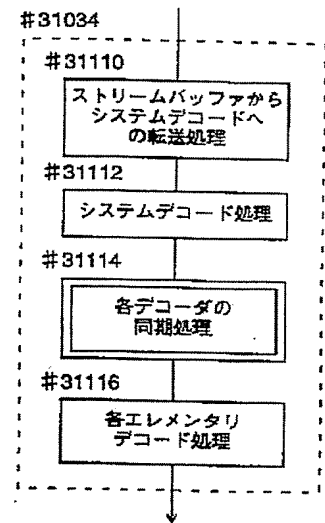 #31034
#31110
ストリームバッファから
システムデコードへ
の転送処理
#31112
システムデコード処理
#31114
各デコーダの
同期処理
#31116
各エレメンタリ
デコード処理